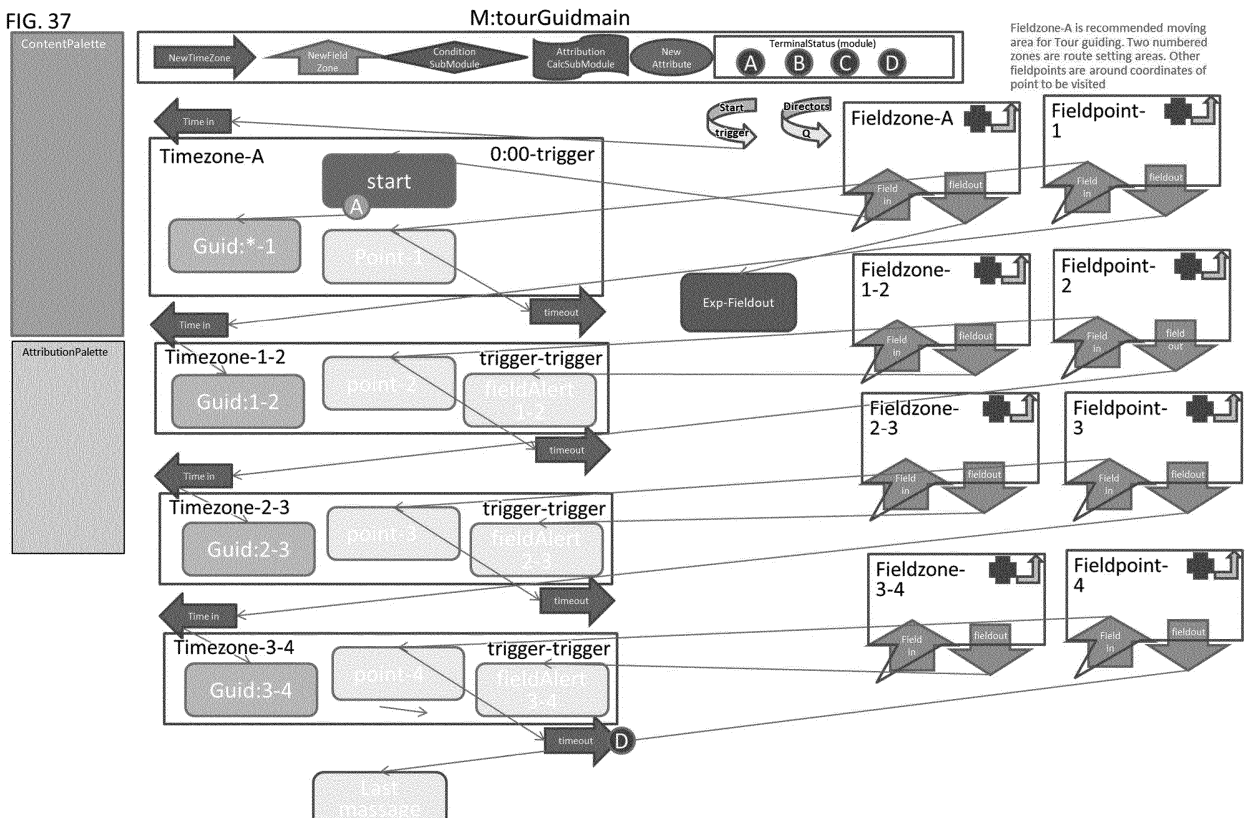 FIG. 37
M:tourGuidmain
ContentPalette
NewTimeZone
NewField
Zone
Condition
SubModule
Attribution
CalcSubModule
New
Attribute
TerminalStatus (module)
A
B
C
D
Fieldzone-A is recommended moving
area for Tour guiding. Two numbered
zones are route setting areas. Other
fieldpoints are around coordinates of
point to be visited
Time in
Start
trigger
Directors
Q
Fieldzone-A
Field
in
fieldout
Fieldpoint-
1
Field
in
fieldout
Timezone-A
0:00-trigger
start
A
Guid:*-1
Point-1
timeout
Exp-Fieldout
Fieldzone-
1-2
Field
in
fieldout
Fieldpoint-
2
Field
in
field
out
Time in
AttributionPalette
Timezone-1-2
trigger-trigger
Guid:1-2
point-2
fieldAlert
1-2
timeout
Fieldzone-
2-3
Field
in
fieldout
Fieldpoint-
3
Field
in
fieldout
Time in
Timezone-2-3
trigger-trigger
Guid:2-3
point-3
fieldAlert
2-3
timeout
Fieldzone-
3-4
Field
in
fieldout
Fieldpoint-
4
Field
in
fieldout
Time in
Timezone-3-4
trigger-trigger
Guid:3-4
point-4
fieldAlert
3-4
timeout
D
Last
massage